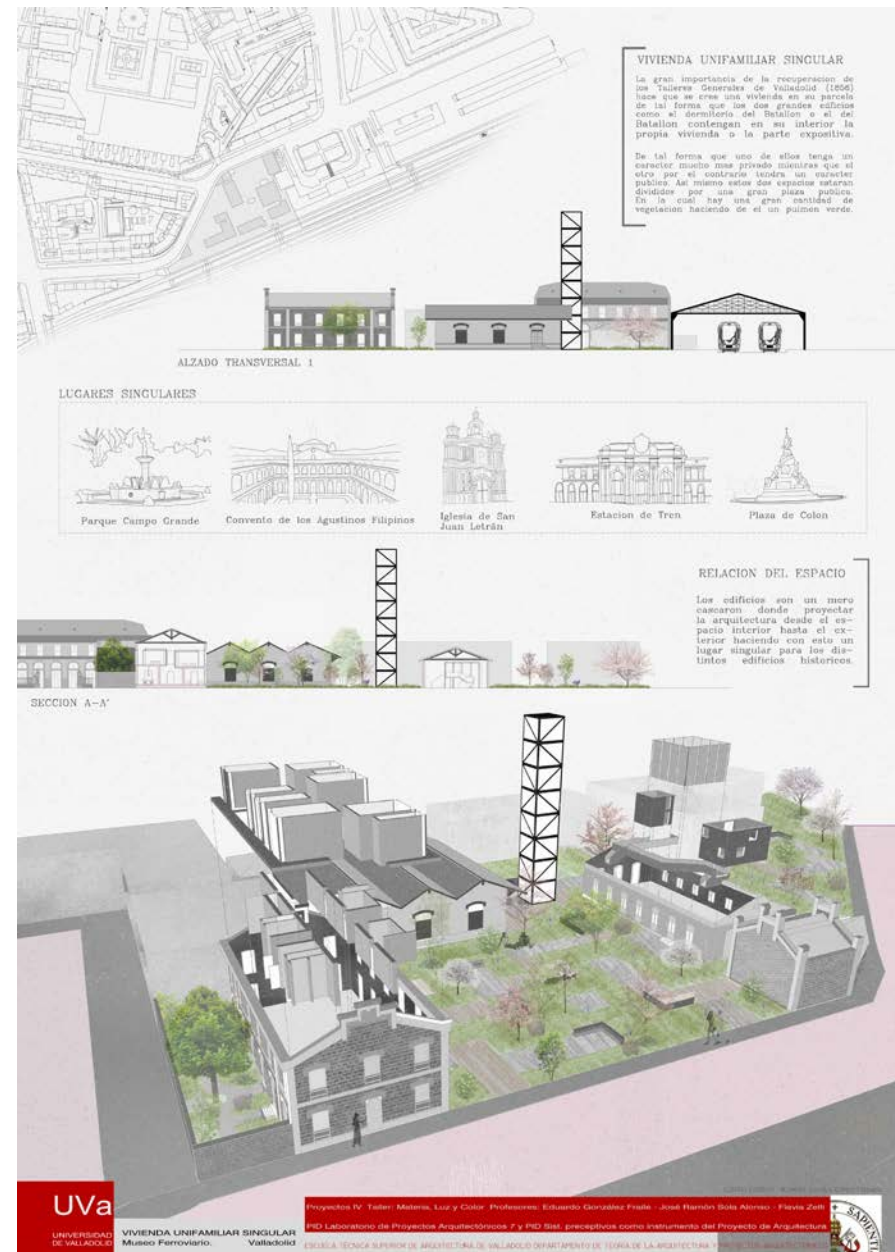 VIVIENDA UNIFAMILIAR SINGULAR
La gran importancia de la recuperacion de
los Talleres Generales de Valladolid (1856)
hace que se cree una vivienda en su parcela
de tal forma que los dos grandes edificios
como el dormitorio del Batallon o el del
Batallon contengan en su interior la
propia vivienda o la parte expositiva.
De tal forma que uno de ellos tenga un
caracter mucho mas privado mientras que el
otro por el contrario tendra un caracter
publico. Asi mismo estos dos espacios estaran
divididos por una gran plaza publica.
En la cual hay una gran cantidad de
vegetacion haciendo de el un pulmon verde.
ALZADO TRANSVERSAL 1
LUGARES SINGULARES
Parque Campo Grande
Convento de los Agustinos Filipinos
Iglesia de San
Juan Letrán
Estacion de Tren
Plaza de Colon
RELACION DEL ESPACIO
Los edificios son un mero
cascaron donde proyectar
la arquitectura desde el es-
pacio interior hasta el ex-
terior haciendo con esto un
lugar singular para los dis-
tintos edificios historicos.
SECCION A-A'
UVa
UNIVERSIDAD
DE VALLADOLID
VIVIENDA UNIFAMILIAR SINGULAR
Museo Ferroviario. Valladolid
Proyectos IV Taller: Materia, Luz y Color Profesores: Eduardo González Fraile - José Ramón Sola Alonso - Flavia Zelli
PID Laboratorio de Proyectos Arquitectónicos 7 y PID Sist. preceptivos como instrumento del Proyecto de Arquitectura
ESCUELA TÉCNICA SUPERIOR DE ARQUITECTURA DE VALLADOLID DEPARTAMENTO DE TEORÍA DE LA ARQUITECTURA Y PROYECTOS ARQUITECTÓNICOS